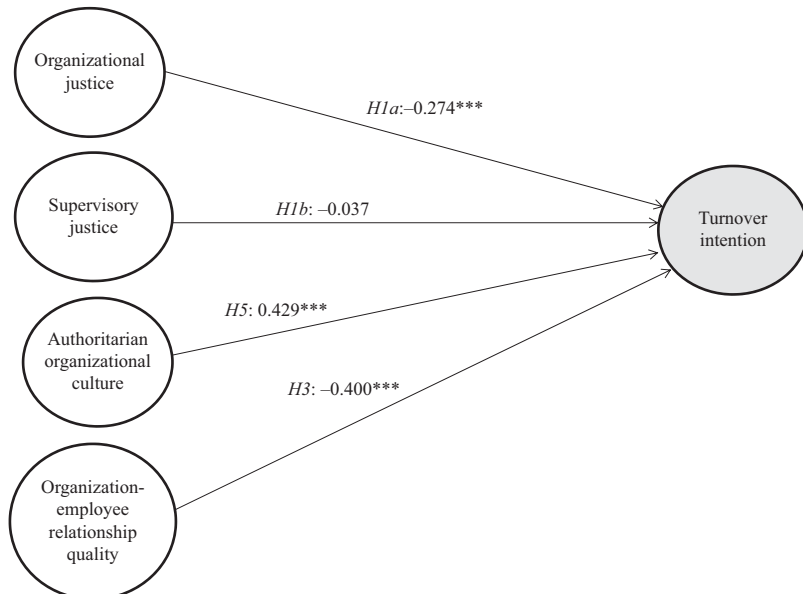 Organizational
justice
H1a:–0.274***
Supervisory
justice
H1b: –0.037
Turnover
intention
H5: 0.429***
Authoritarian
organizational
culture
H3: –0.400***
Organization-
employee
relationship
quality